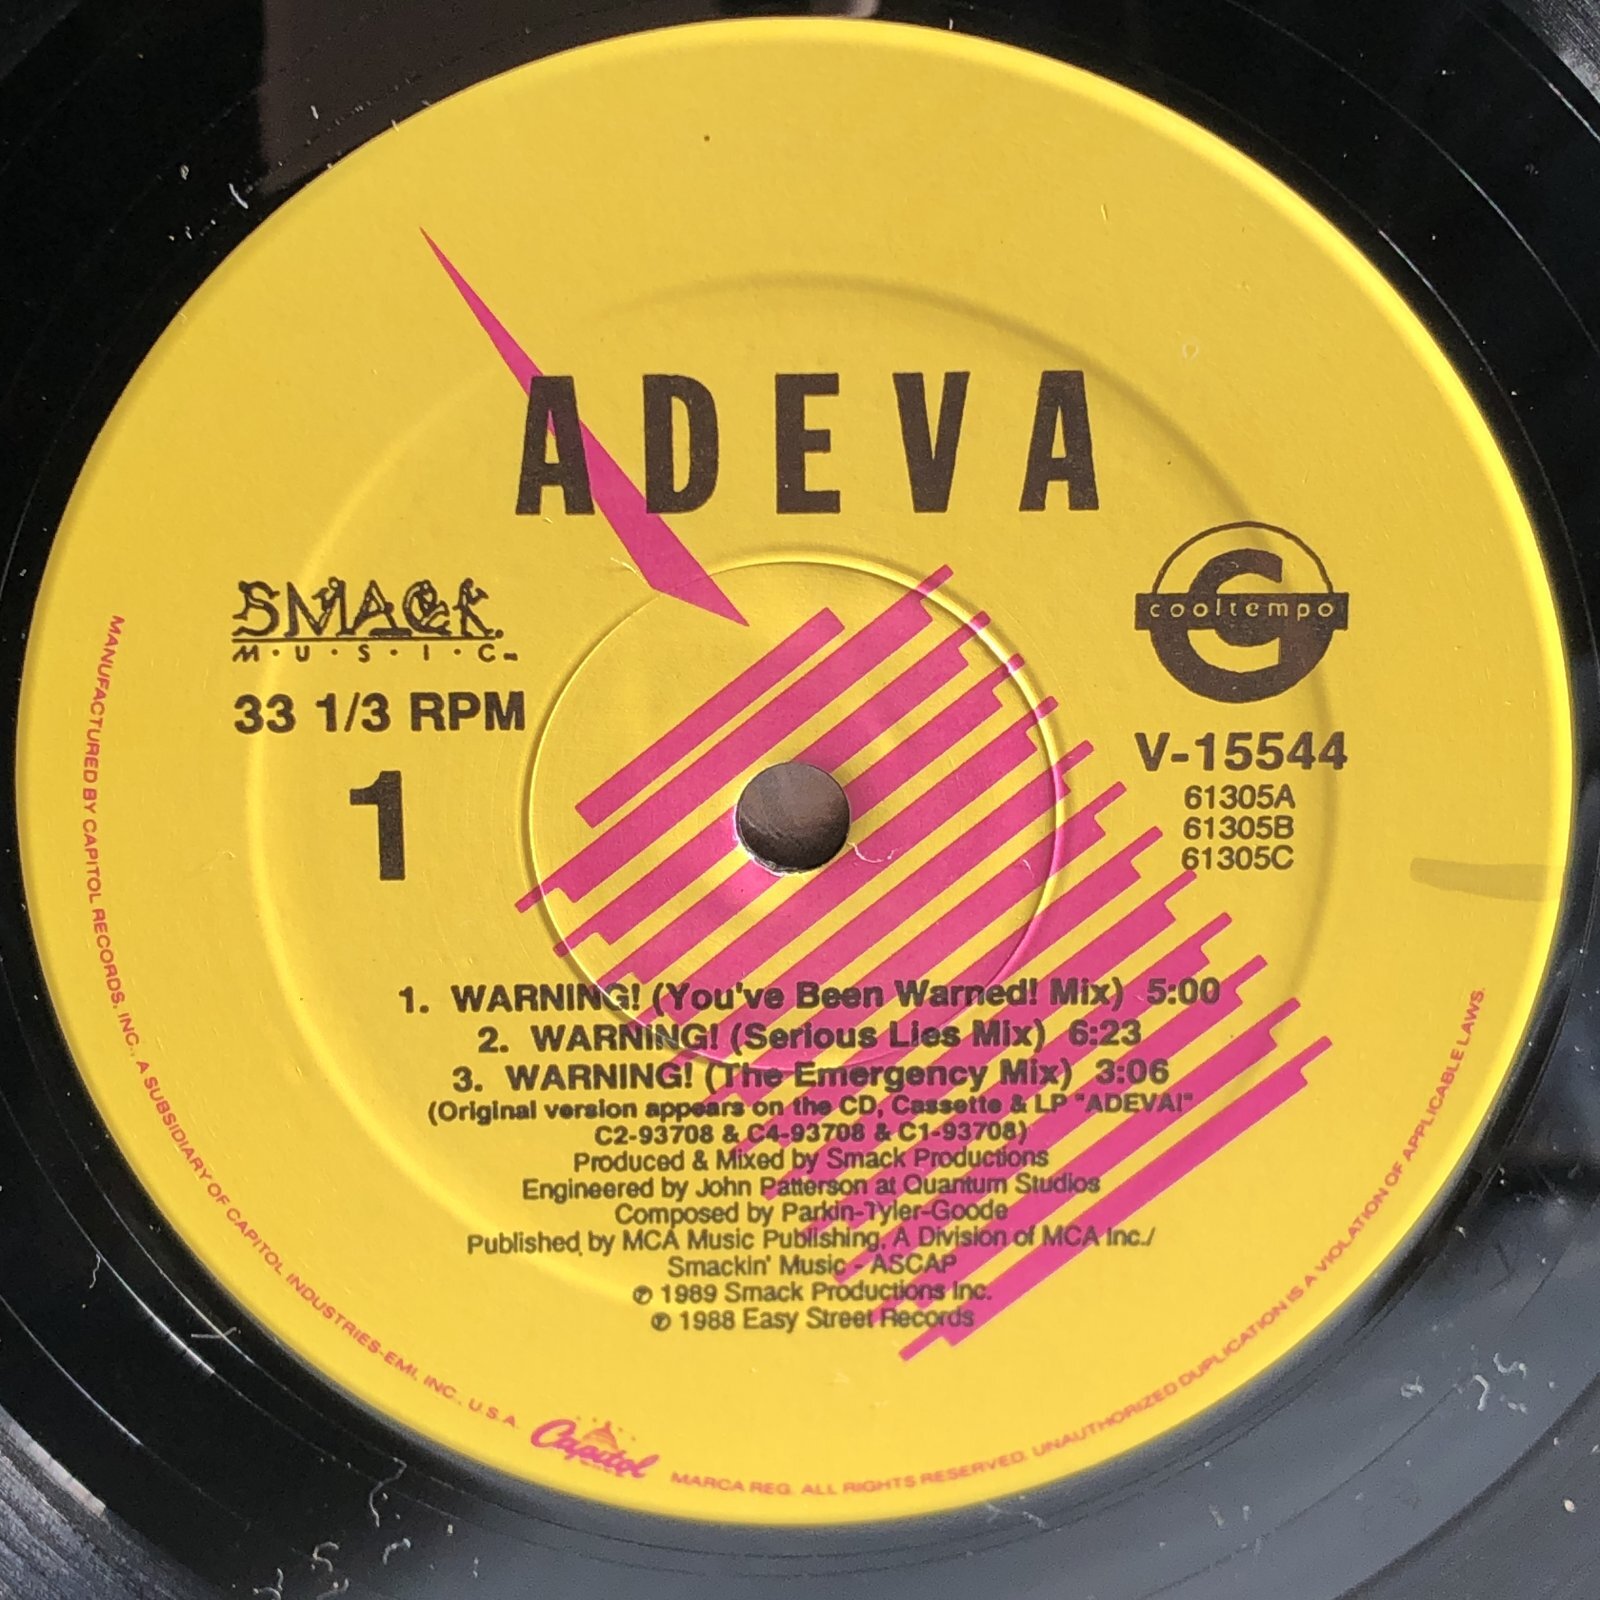 ADEVA
SMACK
M·U·S·I·C™
33 1/3 RPM
1
cooltempo
V-15544
61305A
61305B
61305C
1. WARNING! (You've Been Warned! Mix) 5:00
2. WARNING! (Serious Lies Mix) 6:23
3. WARNING! (The Emergency Mix) 3:06
(Original version appears on the CD, Cassette & LP "ADEVA!"
C2-93708 & C4-93708 & C1-93708)
Produced & Mixed by Smack Productions
Engineered by John Patterson at Quantum Studios
Composed by Parkin-Tyler-Goode
Published by MCA Music Publishing, A Division of MCA Inc./
Smackin' Music - ASCAP
℗ 1989 Smack Productions Inc.
℗ 1988 Easy Street Records
MANUFACTURED BY CAPITOL RECORDS, INC., A SUBSIDIARY OF CAPITOL INDUSTRIES-EMI, INC., U.S.A.
Capitol
MARCA REG. ALL RIGHTS RESERVED. UNAUTHORIZED DUPLICATION IS A VIOLATION OF APPLICABLE LAWS.